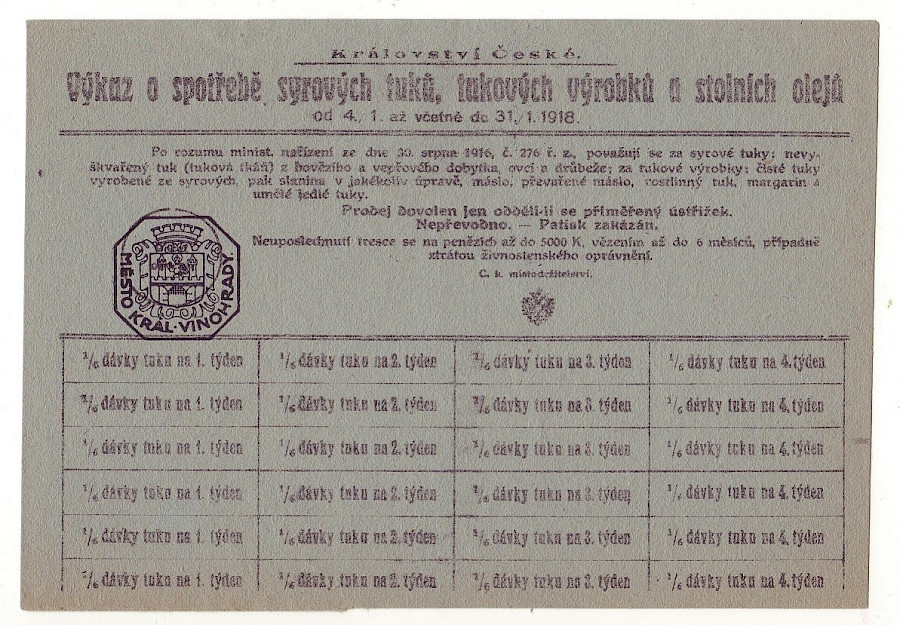 Království České.
Výkaz o spotřebě syrových tuků, tukových výrobků a stolních olejů
od 4./1. až včetně do 31./1. 1918.
Po rozumu minist. nařízení ze dne 30. srpna 1916, č. 276 ř. z., považují se za syrové tuky: nevy-
škvařený tuk (tuková tkáň) z hovězího a vepřového dobytka, ovcí a drůbeže; za tukové výrobky: čisté tuky
vyrobené ze syrových, pak slanina v jakékoliv úpravě, máslo, převařené máslo, rostlinný tuk, margarin a
umělé jedlé tuky.
Prodej dovolen jen oddělí-li se přiměřený ústřižek.
Nepřevodno. — Patisk zakázán.
Neuposlechnutí tresce se na penězích až do 5000 K, vězením až do 6 měsíců, případně
ztrátou živnostenského oprávnění.
C. k. místodržitelství.
MĚSTO KRÁL·VINOHRADY
1/6 dávky tuku na 1. týden 1/6 dávky tuku na 2. týden 1/6 dávky tuku na 3. týden 1/6 dávky tuku na 4. týden
1/6 dávky tuku na 1. týden 1/6 dávky tuku na 2. týden 1/6 dávky tuku na 3. týden 1/6 dávky tuku na 4. týden
1/6 dávky tuku na 1. týden 1/6 dávky tuku na 2. týden 1/6 dávky tuku na 3. týden 1/6 dávky tuku na 4. týden
1/6 dávky tuku na 1. týden 1/6 dávky tuku na 2. týden 1/6 dávky tuku na 3. týden 1/6 dávky tuku na 4. týden
1/6 dávky tuku na 1. týden 1/6 dávky tuku na 2. týden 1/6 dávky tuku na 3. týden 1/6 dávky tuku na 4. týden
1/6 dávky tuku na 1. týden 1/6 dávky tuku na 2. týden 1/6 dávky tuku na 3. týden 1/6 dávky tuku na 4. týden